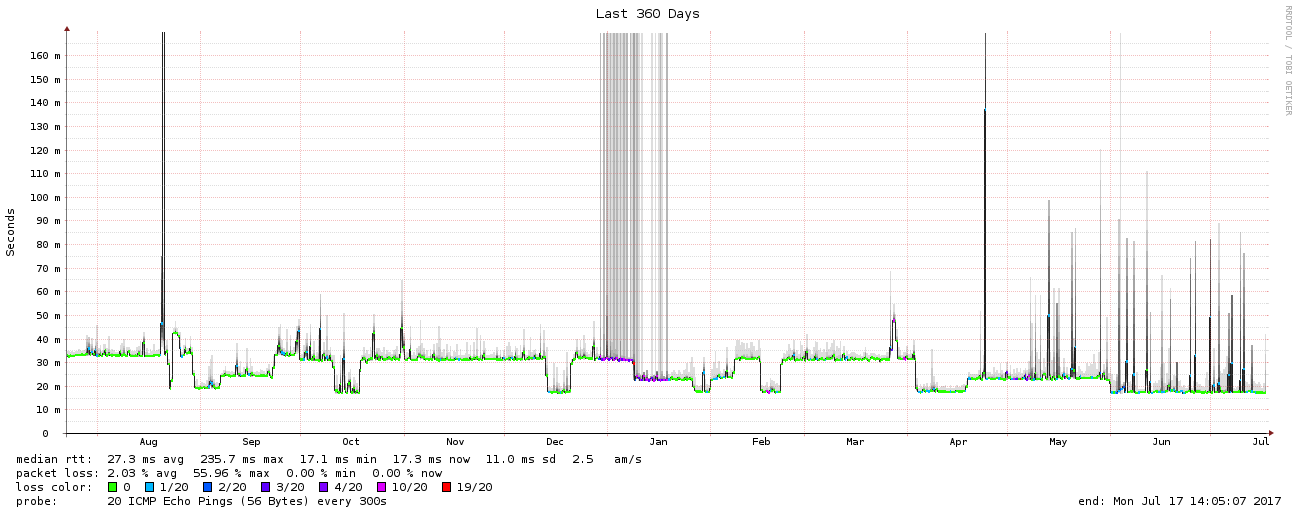 Last 360 Days
RRDTOOL / TOBI OETIKER
Seconds
160 m
150 m
140 m
130 m
120 m
110 m
100 m
90 m
80 m
70 m
60 m
50 m
40 m
30 m
20 m
10 m
0
Aug Sep Oct Nov Dec Jan Feb Mar Apr May Jun Jul
median rtt: 27.3 ms avg 235.7 ms max 17.1 ms min 17.3 ms now 11.0 ms sd 2.5 am/s
packet loss: 2.03 % avg 55.96 % max 0.00 % min 0.00 % now
loss color: 0 1/20 2/20 3/20 4/20 10/20 19/20
probe: 20 ICMP Echo Pings (56 Bytes) every 300s
end: Mon Jul 17 14:05:07 2017